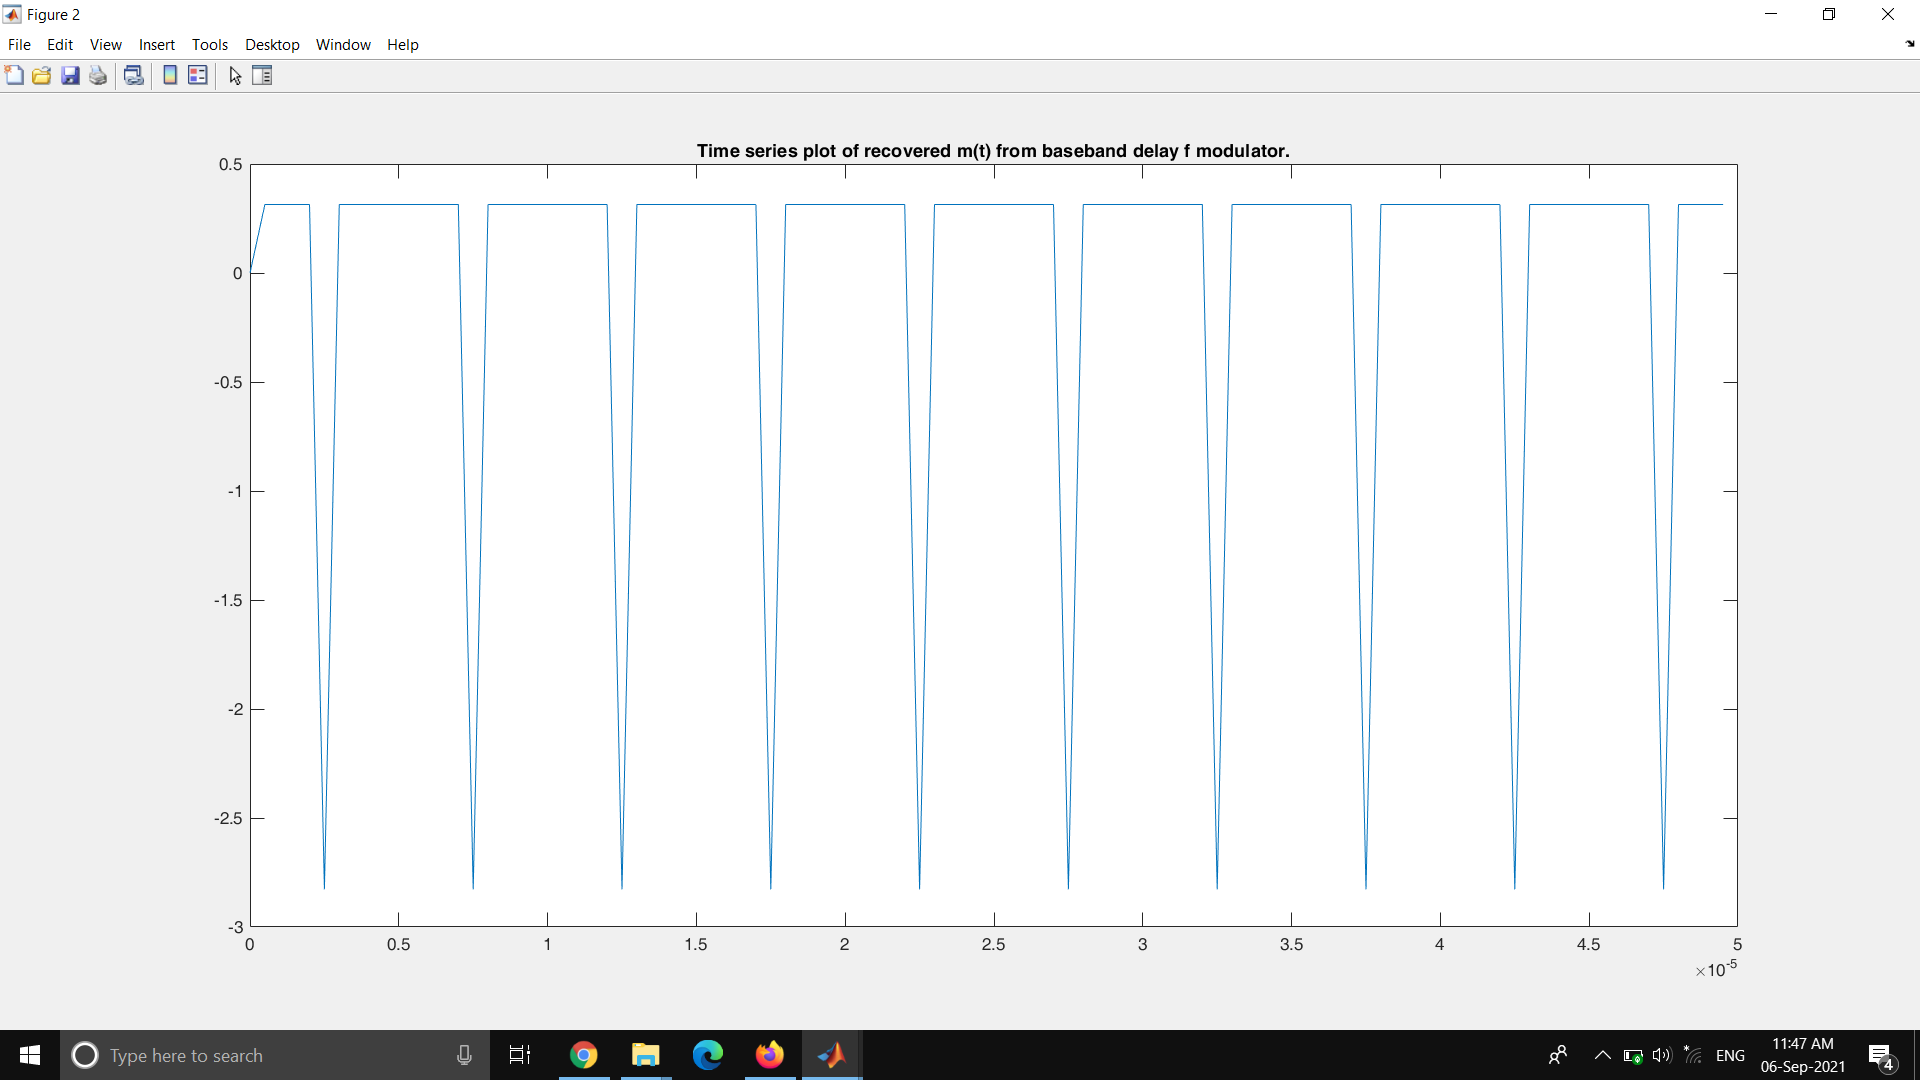 Figure 2
File Edit View Insert Tools Desktop Window Help
Time series plot of recovered m(t) from baseband delay f modulator.
0.5
0
-0.5
-1
-1.5
-2
-2.5
-3
0 0.5 1 1.5 2 2.5 3 3.5 4 4.5 5
×10-5
Type here to search
ENG
11:47 AM
06-Sep-2021
4